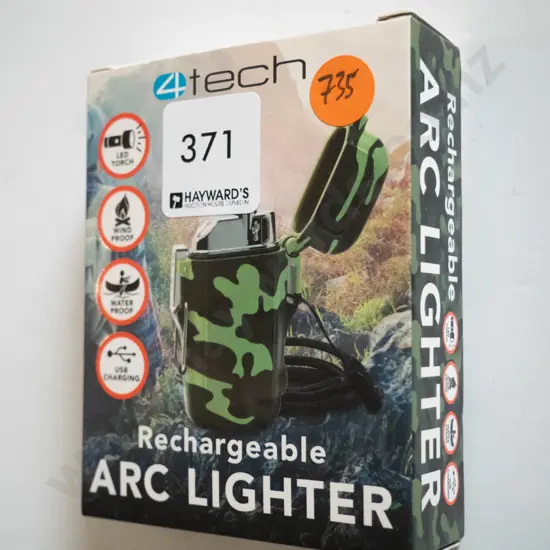 4tech
735
371
HAYWARD'S
AUCTION HOUSE DUNEDIN
LED
TORCH
WIND
PROOF
WATER
PROOF
USB
CHARGING
Rechargeable
ARC LIGHTER
Rechargeable
ARC LIGHTER